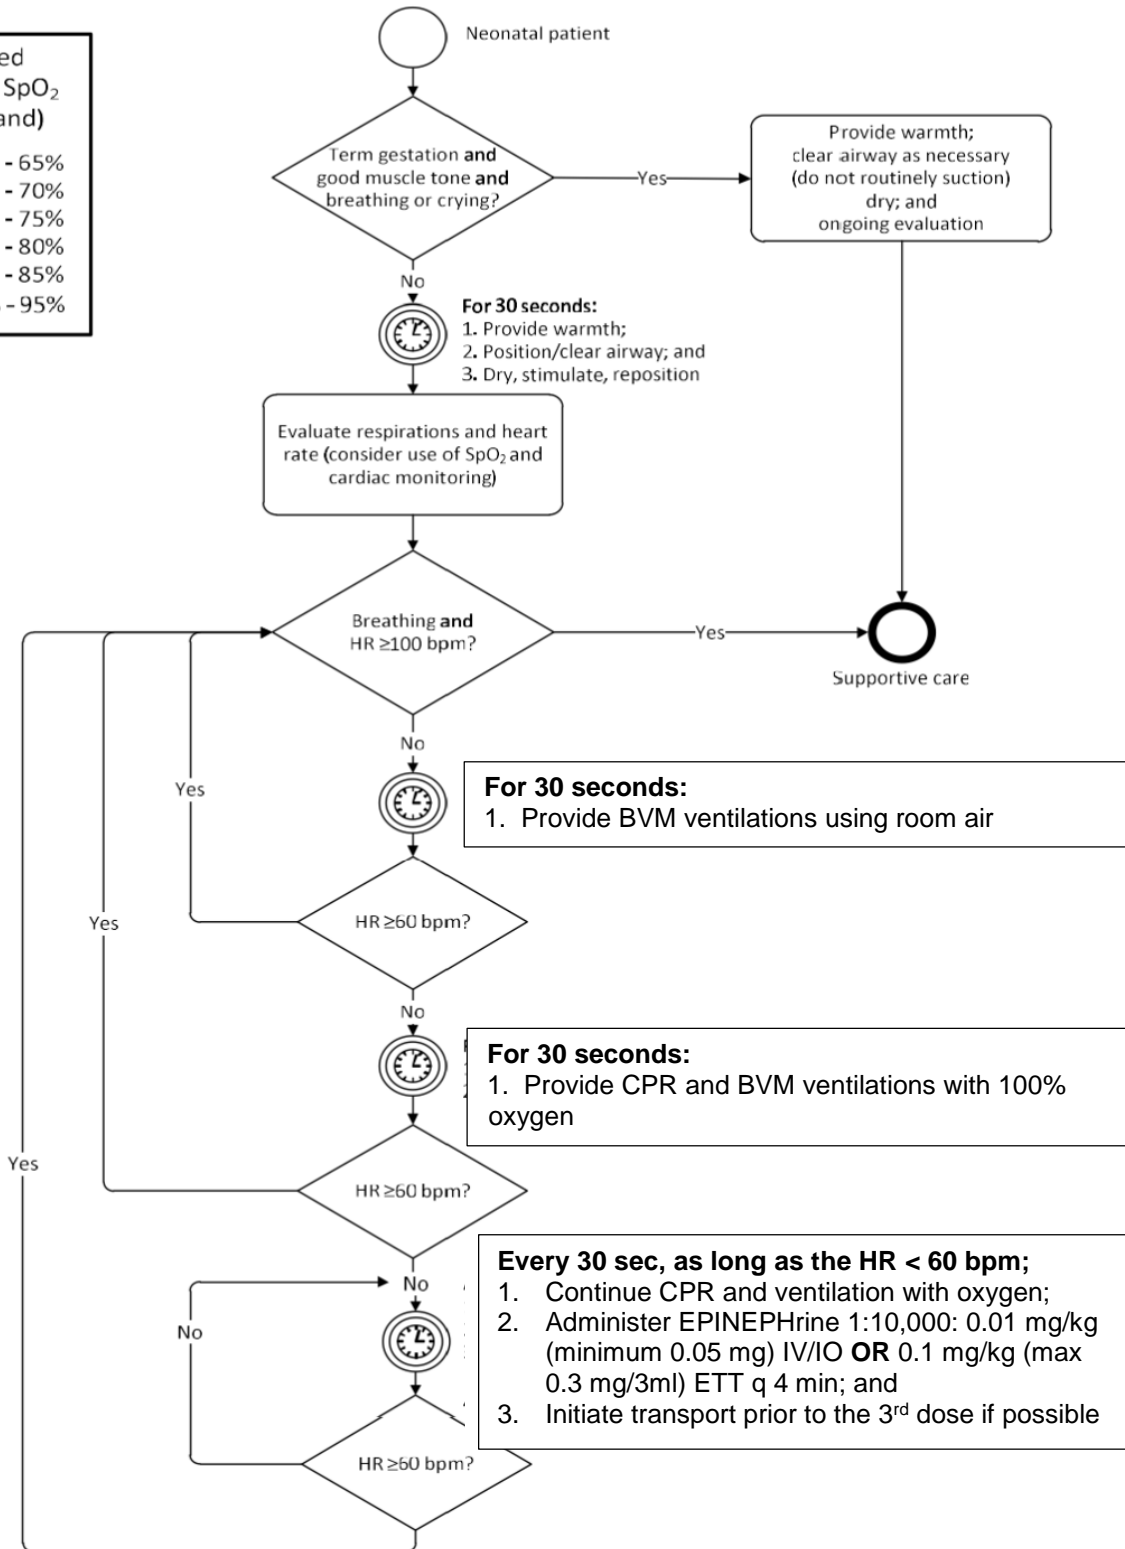 Neonatal patient
ed
SpO₂
and)
- 65%
- 70%
- 75%
- 80%
- 85%
- 95%
Term gestation and
good muscle tone and
breathing or crying?
Yes
Provide warmth;
clear airway as necessary
(do not routinely suction)
dry; and
ongoing evaluation
No
For 30 seconds:
1. Provide warmth;
2. Position/clear airway; and
3. Dry, stimulate, reposition
Evaluate respirations and heart
rate (consider use of SpO₂ and
cardiac monitoring)
Breathing and
HR ≥100 bpm?
Yes
Supportive care
No
For 30 seconds:
1. Provide BVM ventilations using room air
Yes
HR ≥60 bpm?
Yes
No
For 30 seconds:
1. Provide CPR and BVM ventilations with 100%
oxygen
Yes
HR ≥60 bpm?
No
Every 30 sec, as long as the HR < 60 bpm;
1. Continue CPR and ventilation with oxygen;
2. Administer EPINEPHrine 1:10,000: 0.01 mg/kg
(minimum 0.05 mg) IV/IO OR 0.1 mg/kg (max
0.3 mg/3ml) ETT q 4 min; and
3. Initiate transport prior to the 3rd dose if possible
No
HR ≥60 bpm?